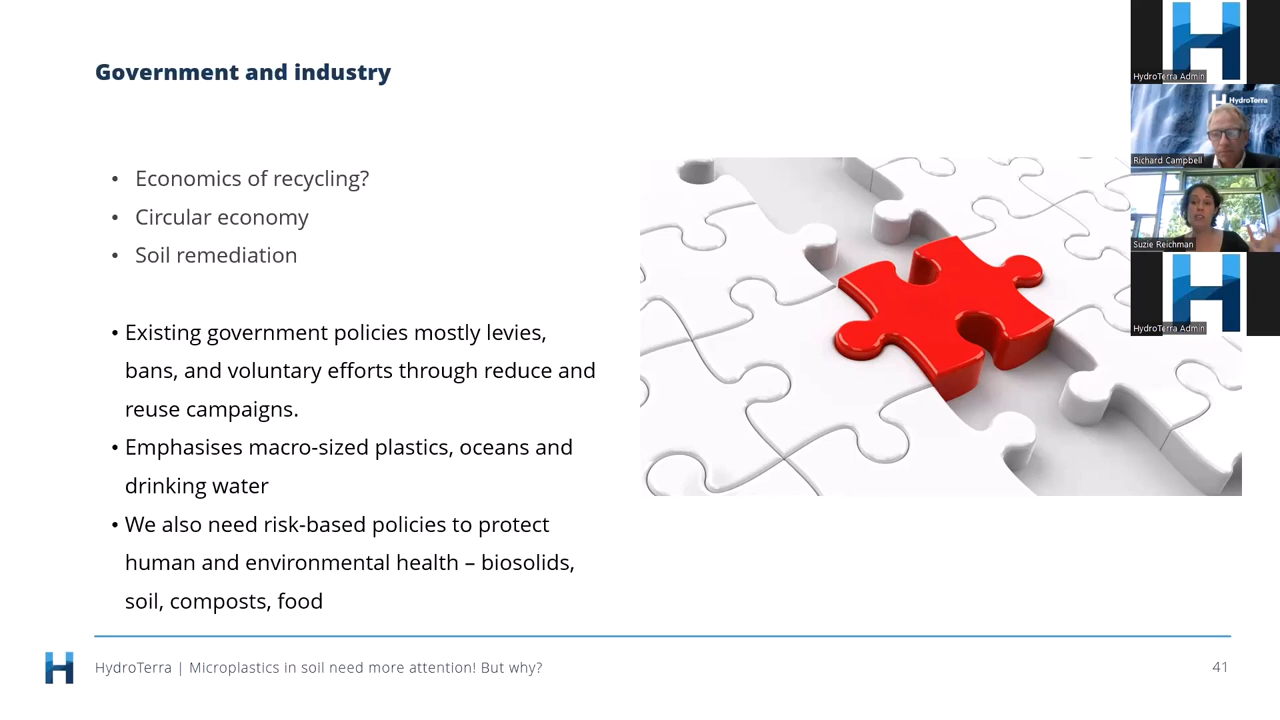 Government and industry
• Economics of recycling?
• Circular economy
• Soil remediation
• Existing government policies mostly levies,
bans, and voluntary efforts through reduce and
reuse campaigns.
• Emphasises macro-sized plastics, oceans and
drinking water
• We also need risk-based policies to protect
human and environmental health – biosolids,
soil, composts, food
HydroTerra | Microplastics in soil need more attention! But why?
41
HydroTerra Admin
HydroTerra
Richard Campbell
Suzie Reichman
HydroTerra Admin